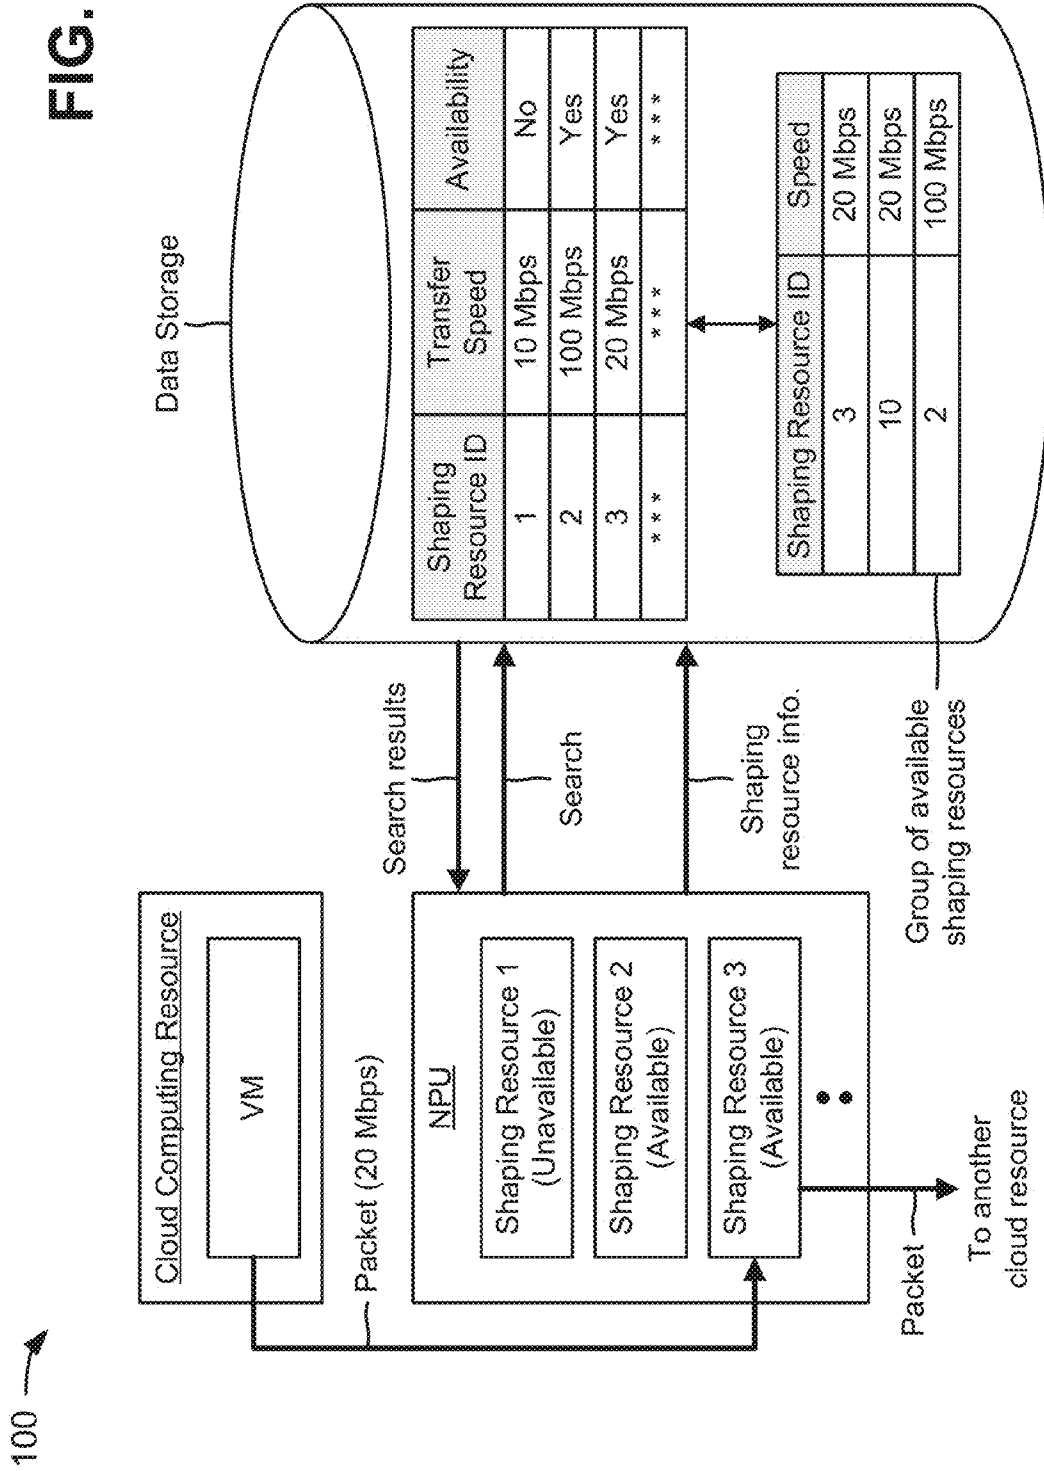 100
FIG.
Cloud Computing Resource
VM
Packet (20 Mbps)
NPU
Shaping Resource 1
(Unavailable)
Shaping Resource 2
(Available)
Shaping Resource 3
(Available)
Packet
To another
cloud resource
Search results
Search
Shaping
resource info.
Group of available
shaping resources
Data Storage
Shaping
Resource ID
Transfer
Speed
Availability
1
10 Mbps
No
2
100 Mbps
Yes
3
20 Mbps
Yes
***
***
***
Shaping Resource ID
Speed
3
20 Mbps
10
20 Mbps
2
100 Mbps